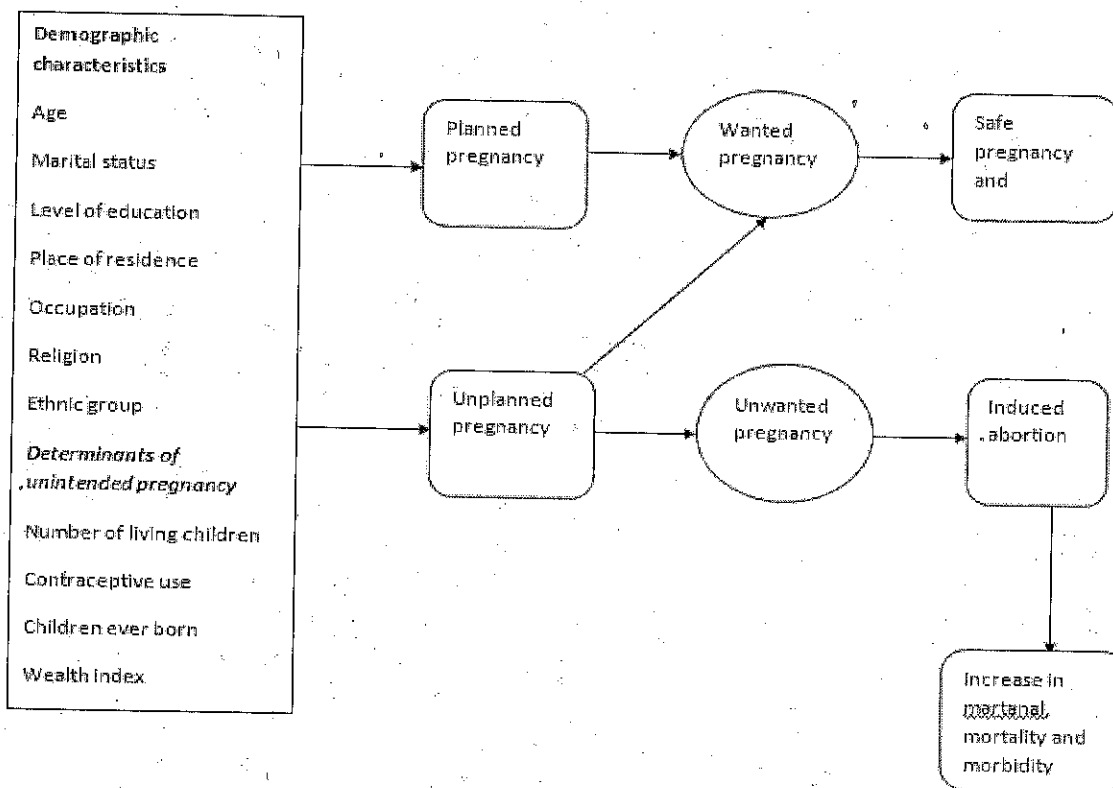 Demographic
characteristics
Age
Marital status
Level of education
Place of residence
Occupation
Religion
Ethnic group
Determinants of
unintended pregnancy
Number of living children
Contraceptive use
Children ever born
Wealth index
Planned
pregnancy
Wanted
pregnancy
Safe
pregnancy
and
Unplanned
pregnancy
Unwanted
pregnancy
Induced
abortion
Increase in
martanal,
mortality and
morbidity